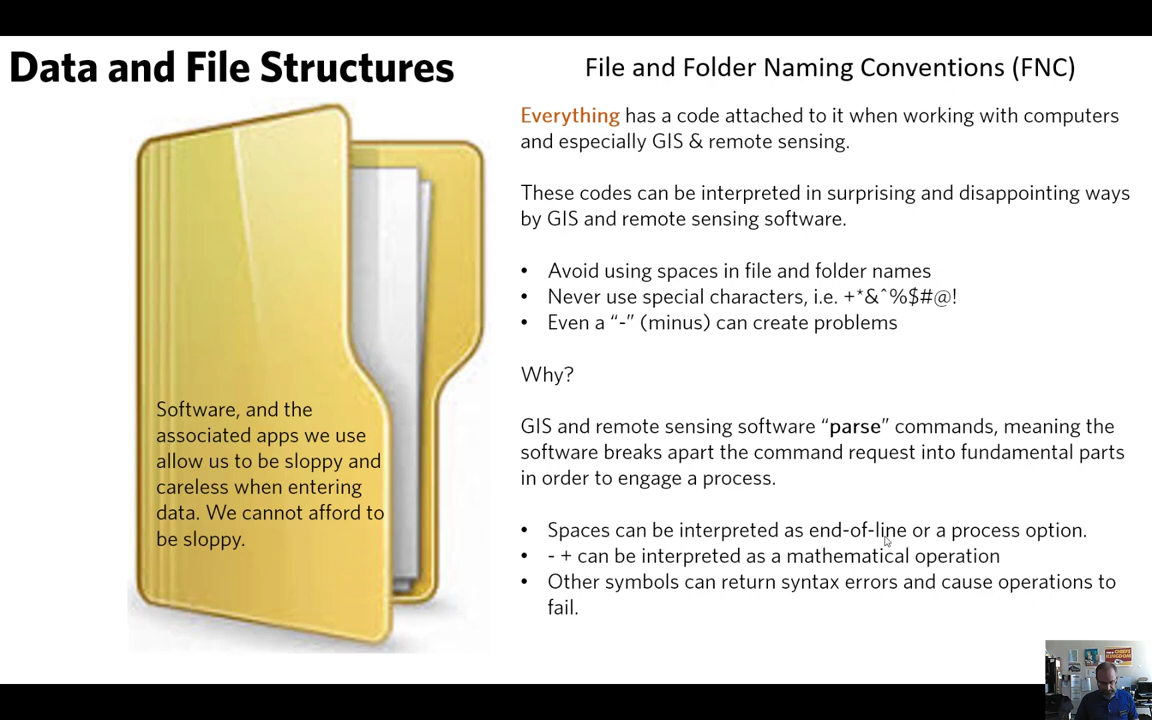 Data and File Structures
File and Folder Naming Conventions (FNC)
Everything has a code attached to it when working with computers
and especially GIS & remote sensing.
These codes can be interpreted in surprising and disappointing ways
by GIS and remote sensing software.
• Avoid using spaces in file and folder names
• Never use special characters, i.e. +*&^%$#@!
• Even a “-” (minus) can create problems
Why?
GIS and remote sensing software “parse” commands, meaning the
software breaks apart the command request into fundamental parts
in order to engage a process.
• Spaces can be interpreted as end-of-line or a process option.
• - + can be interpreted as a mathematical operation
• Other symbols can return syntax errors and cause operations to
fail.
Software, and the
associated apps we use
allow us to be sloppy and
careless when entering
data. We cannot afford to
be sloppy.